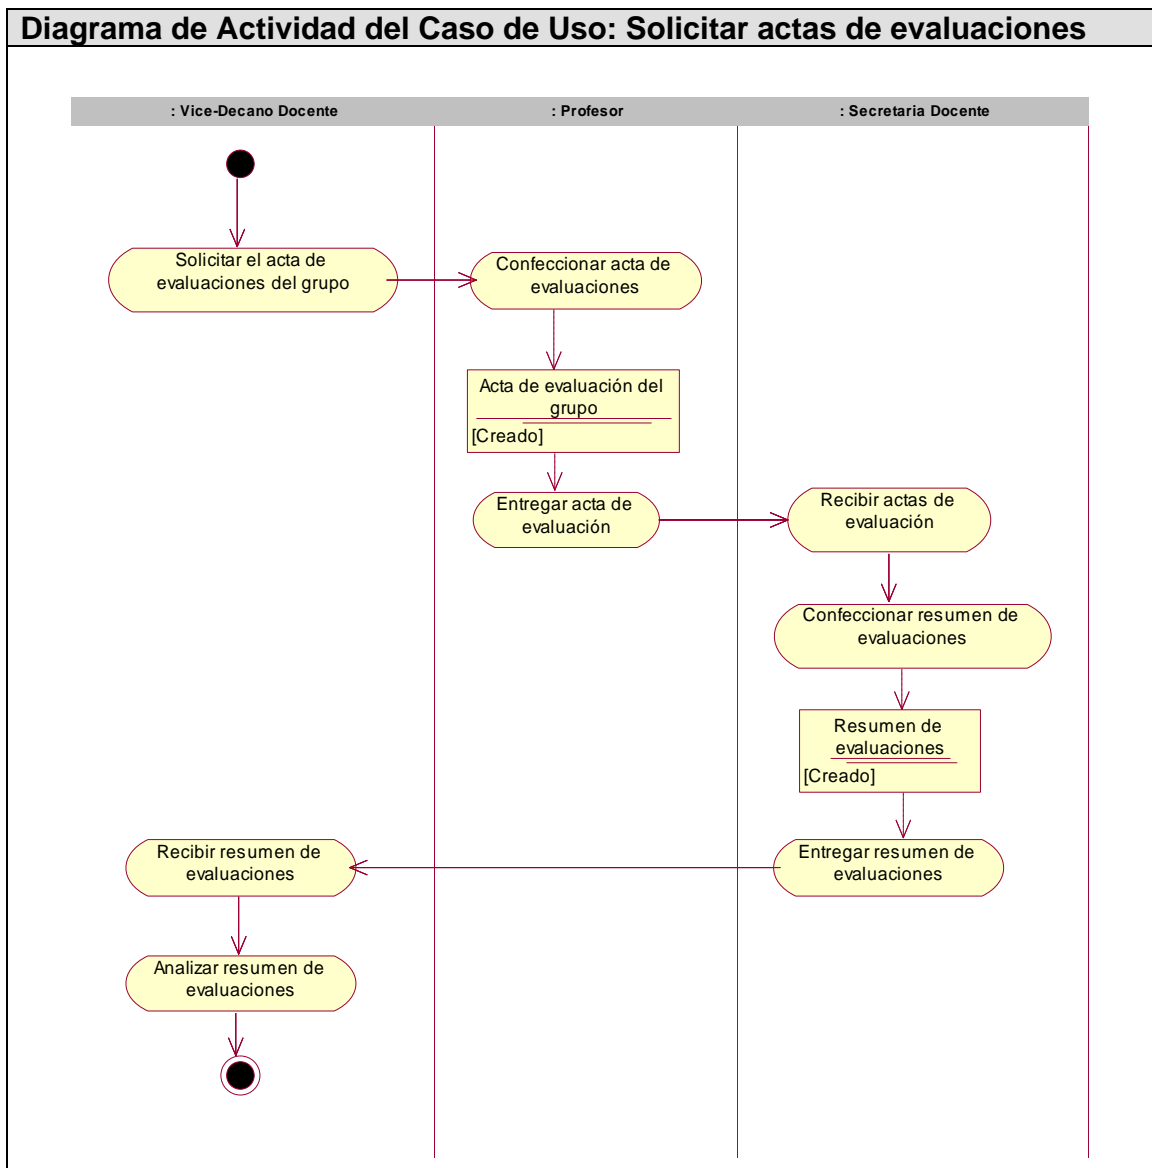 Diagrama de Actividad del Caso de Uso: Solicitar actas de evaluaciones
: Vice-Decano Docente
: Profesor
: Secretaria Docente
Solicitar el acta de
evaluaciones del grupo
Confeccionar acta de
evaluaciones
Acta de evaluación del
grupo
[Creado]
Entregar acta de
evaluación
Recibir actas de
evaluación
Confeccionar resumen de
evaluaciones
Resumen de
evaluaciones
[Creado]
Entregar resumen de
evaluaciones
Recibir resumen de
evaluaciones
Analizar resumen de
evaluaciones